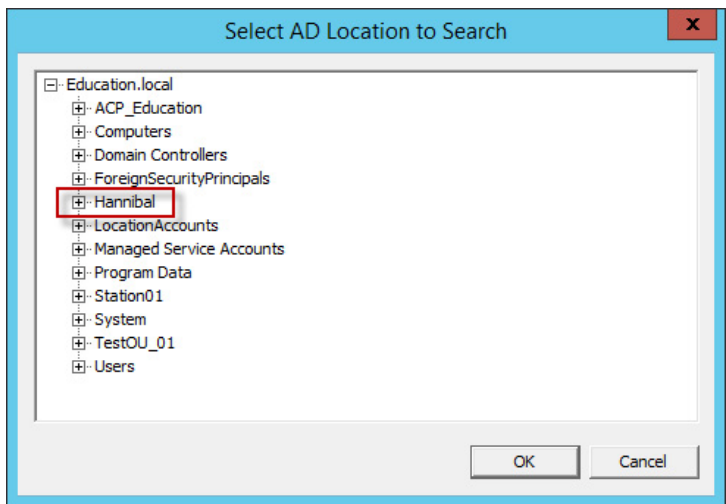 Select AD Location to Search
x
Education.local
ACP_Education
Computers
Domain Controllers
ForeignSecurityPrincipals
Hannibal
LocationAccounts
Managed Service Accounts
Program Data
Station01
System
TestOU_01
Users
OK Cancel